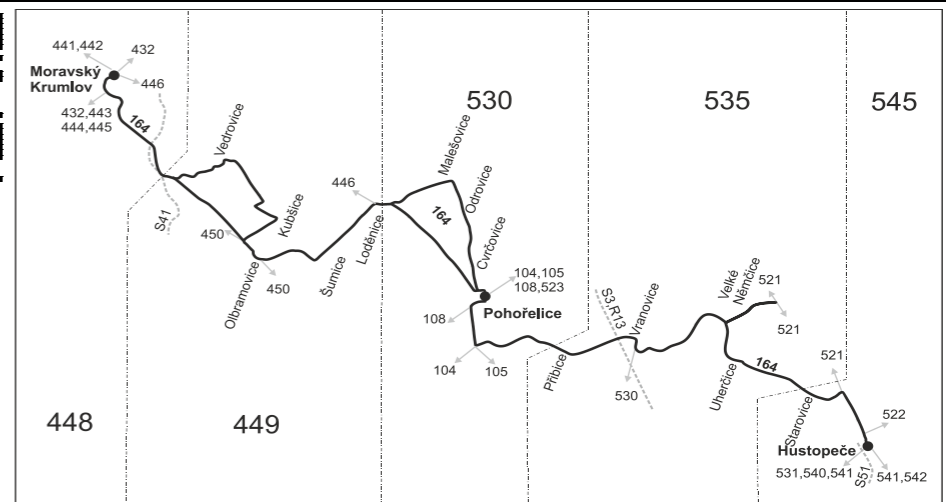 441,442
432
Moravský
Krumlov
446
432,443
444,445
164
S41
Vedrovice
Kubšice
450
Olbramovice
450
Šumice
446
Loděnice
530
Malešovice
164
Odrovice
Cvrčovice
104,105
108,523
Pohořelice
108
104
105
Přibice
535
S3,R13
Vranovice
530
Velké
Němčice
521
521
Uherčice
164
545
521
Starovice
522
Hustopeče
531,540,541
S51
541,542
448
449